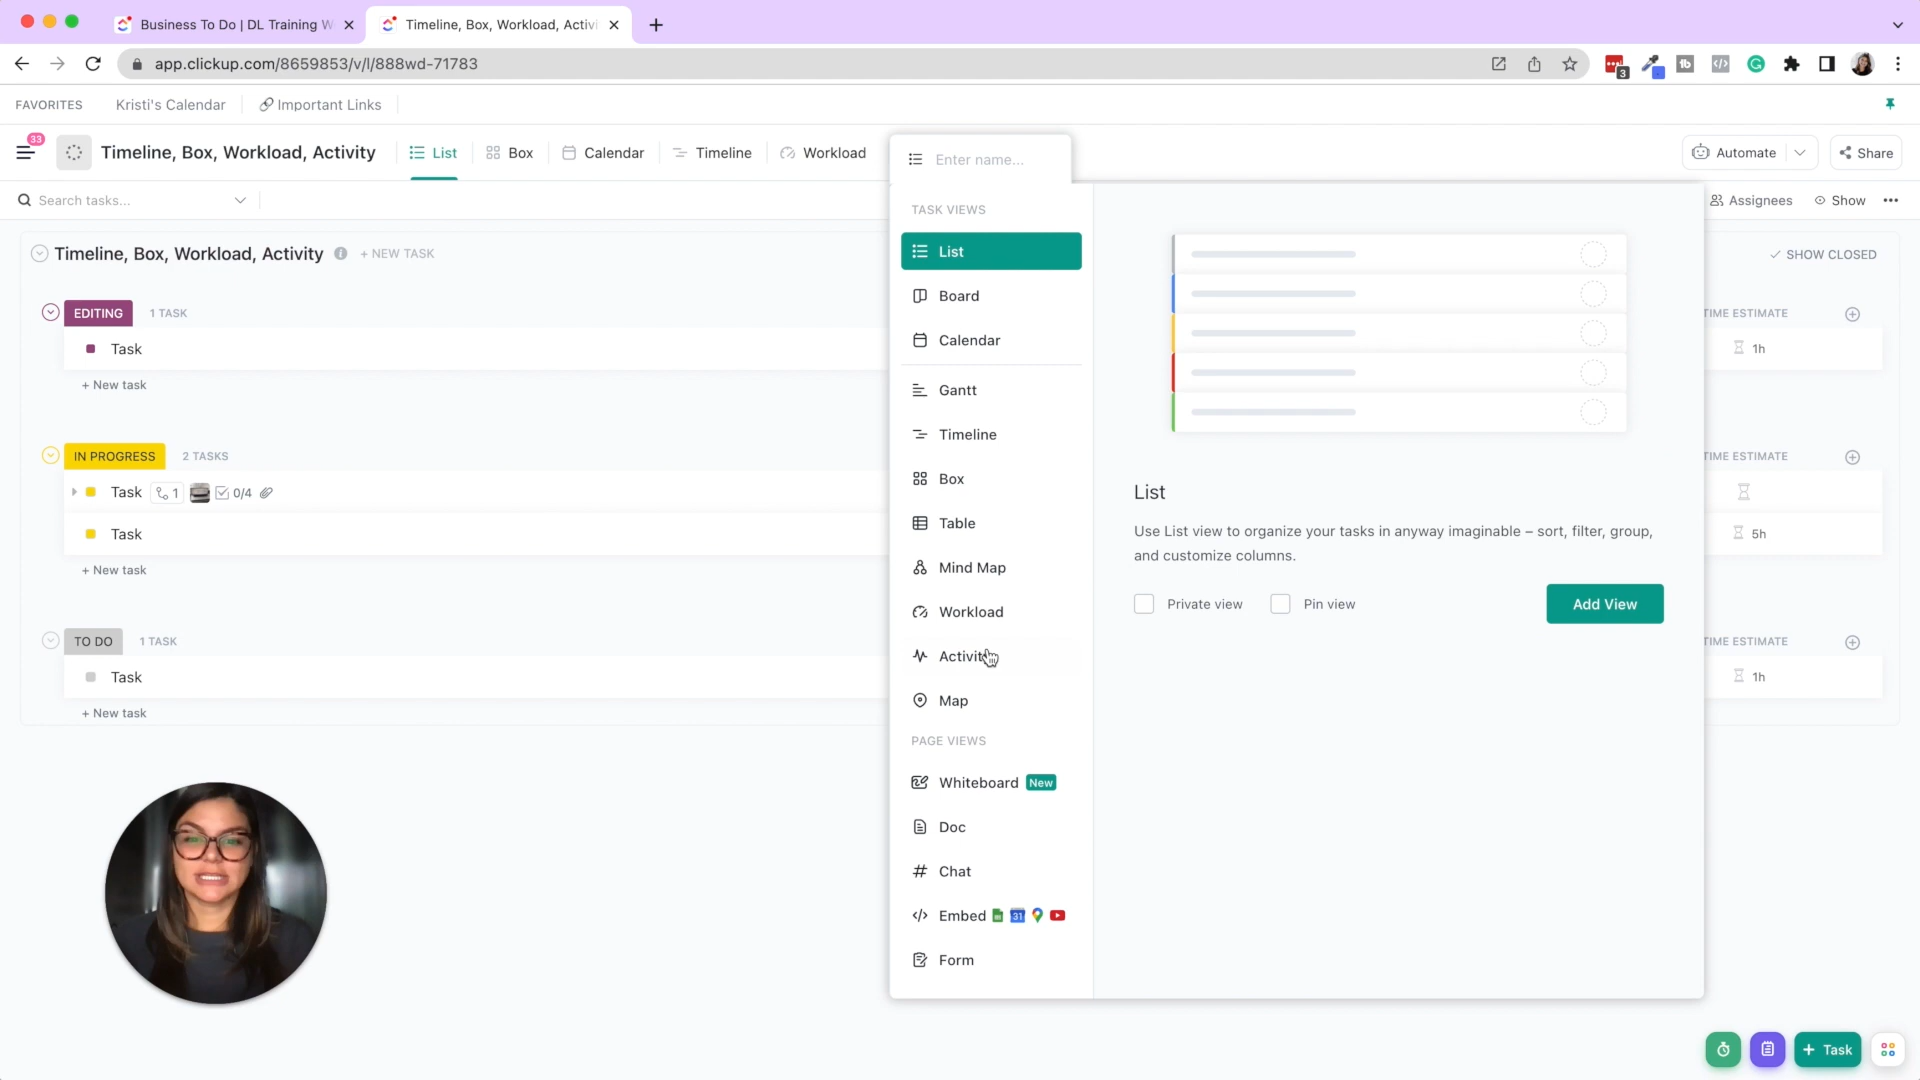 Business To Do | DL Training W
Timeline, Box, Workload, Activi
app.clickup.com/8659853/v/l/888wd-71783
3
FAVORITES
Kristi's Calendar
Important Links
33
Timeline, Box, Workload, Activity
List
Box
Calendar
Timeline
Workload
Enter name...
Automate
Share
Search tasks...
Assignees
Show
Timeline, Box, Workload, Activity
+ NEW TASK
SHOW CLOSED
EDITING
1 TASK
TIME ESTIMATE
Task
1h
+ New task
IN PROGRESS
2 TASKS
TIME ESTIMATE
Task
1
0/4
Task
5h
+ New task
TO DO
1 TASK
TIME ESTIMATE
Task
1h
+ New task
TASK VIEWS
List
Board
Calendar
Gantt
Timeline
Box
Table
Mind Map
Workload
Activity
Map
PAGE VIEWS
Whiteboard New
Doc
Chat
Embed
31
Form
List
Use List view to organize your tasks in anyway imaginable – sort, filter, group,
and customize columns.
Private view
Pin view
Add View
+ Task